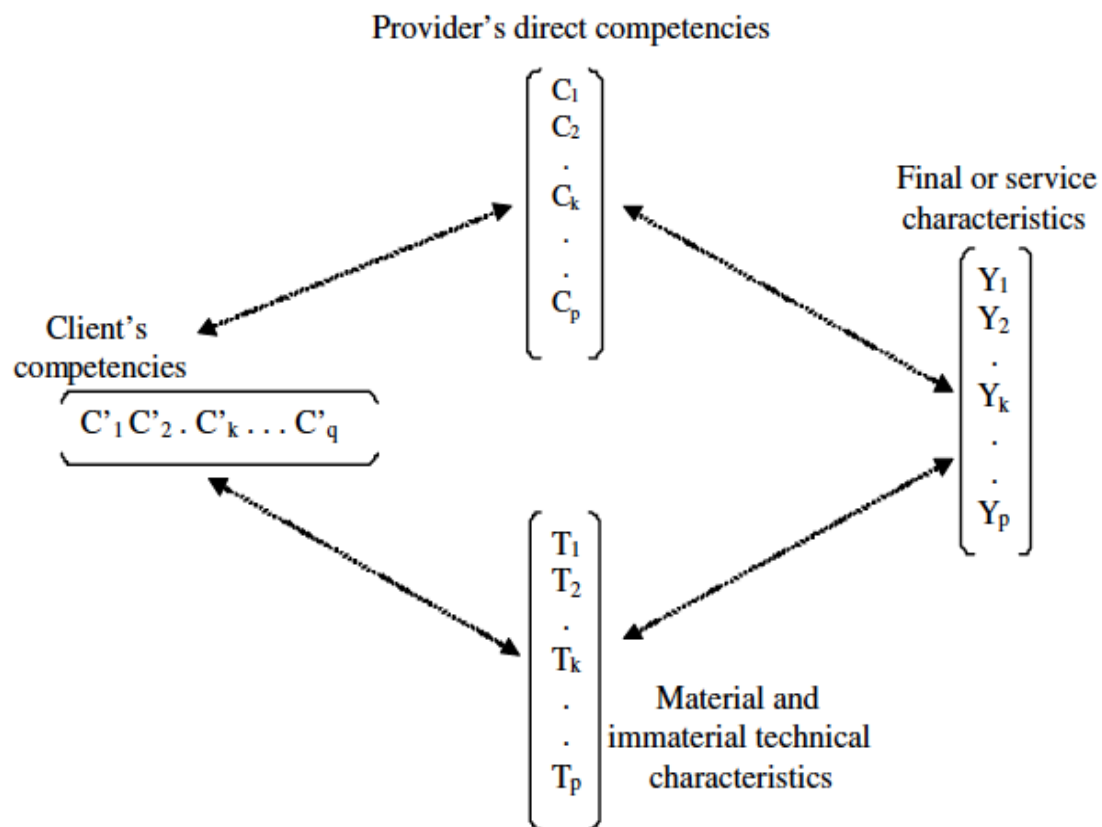 Provider's direct competencies
C₁
C₂
.
Cₖ
.
.
Cₚ
Final or service
characteristics
Y₁
Y₂
.
Yₖ
.
.
Yₚ
Client's
competencies
C'₁ C'₂ . C'ₖ . . . C'q
T₁
T₂
.
Tₖ
.
.
Tₚ
Material and
immaterial technical
characteristics